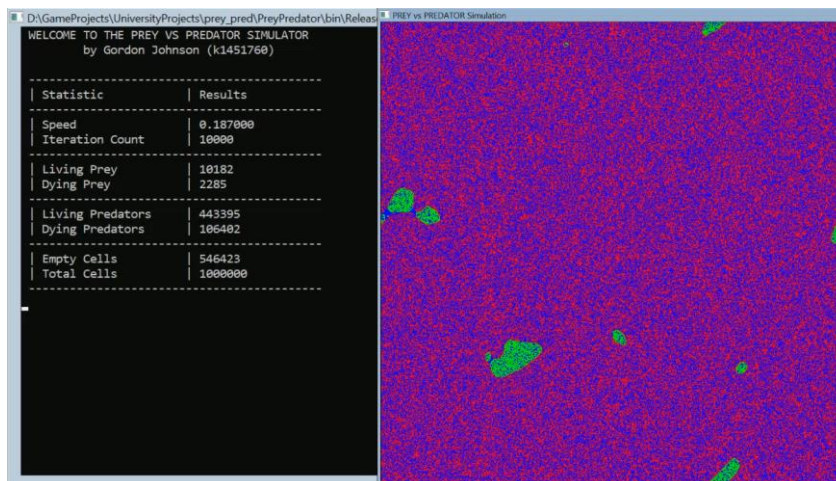 D:\GameProjects\UniversityProjects\prey_pred\PreyPredator\bin\Release
WELCOME TO THE PREY VS PREDATOR SIMULATOR
by Gordon Johnson (k1451760)
| Statistic | Results
| Speed | 0.187000
| Iteration Count | 10000
| Living Prey | 10182
| Dying Prey | 2285
| Living Predators | 443395
| Dying Predators | 106402
| Empty Cells | 546423
| Total Cells | 1000000
PREY vs PREDATOR Simulation